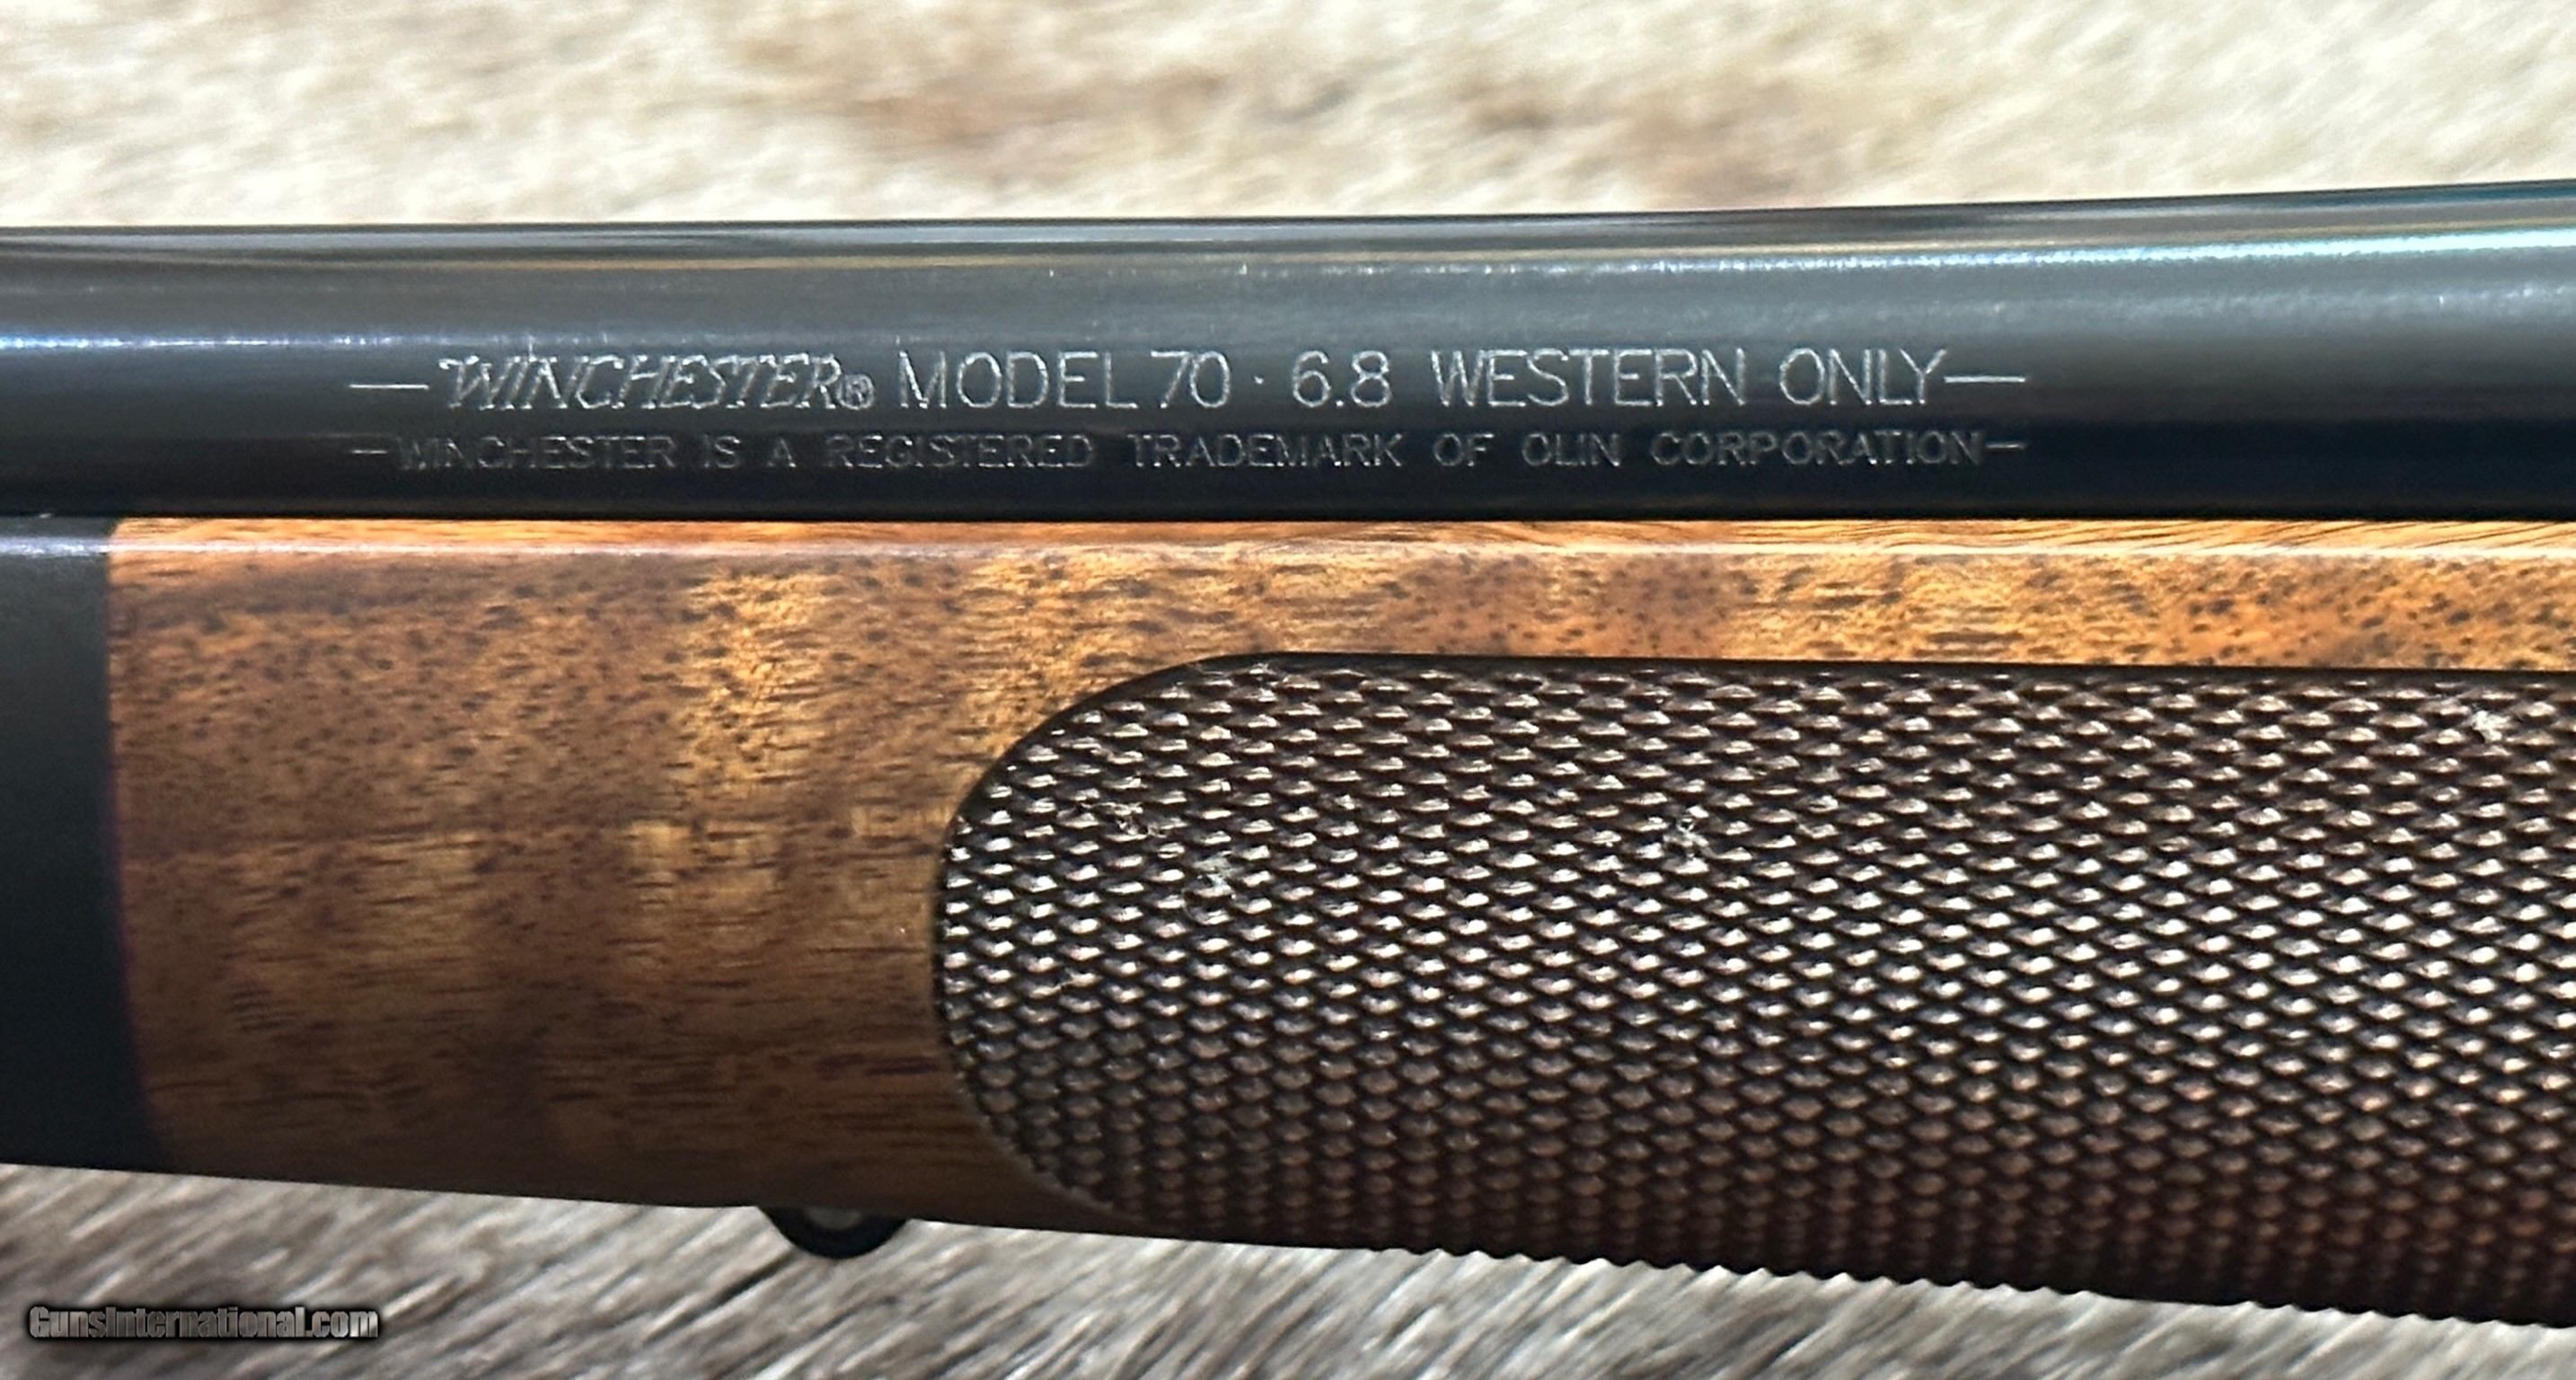 —WINCHESTER® MODEL 70 · 6.8 WESTERN ONLY—
—WINCHESTER IS A REGISTERED TRADEMARK OF OLIN CORPORATION—
GunsInternational.com